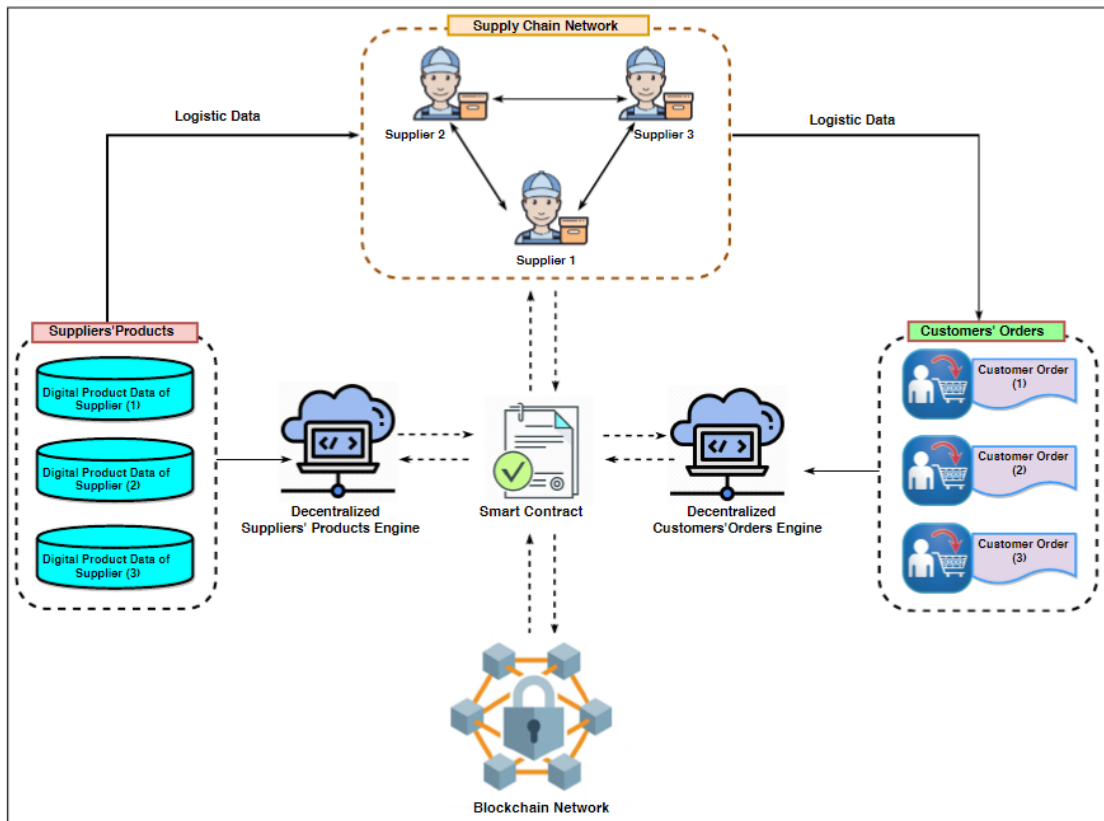 Supply Chain Network
Logistic Data
Logistic Data
Supplier 2
Supplier 3
Supplier 1
Suppliers'Products
Digital Product Data of
Supplier (1)
Digital Product Data of
Supplier (2)
Digital Product Data of
Supplier (3)
</>
Decentralized
Suppliers' Products Engine
Smart Contract
</>
Decentralized
Customers'Orders Engine
Customers' Orders
Customer Order
(1)
Customer Order
(2)
Customer Order
(3)
Blockchain Network